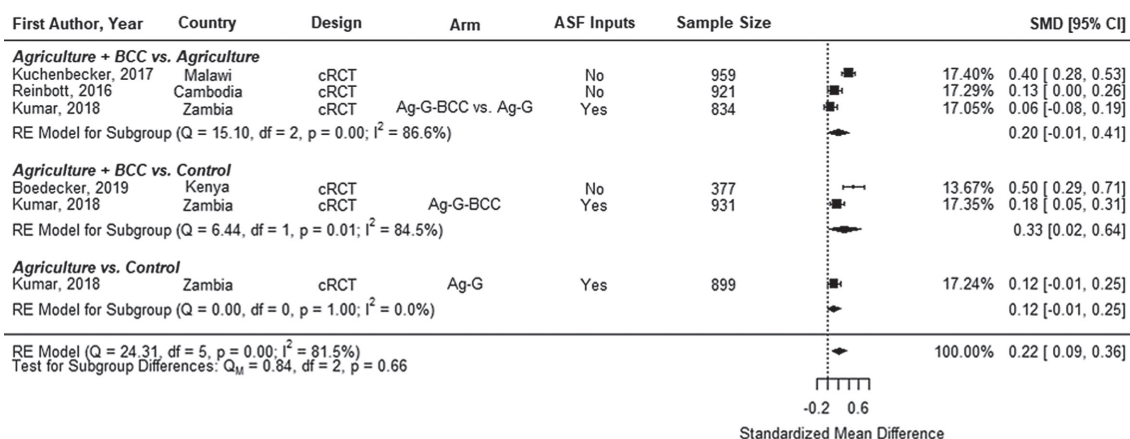 First Author, Year Country Design Arm ASF Inputs Sample Size SMD [95% CI]
Agriculture + BCC vs. Agriculture
Kuchenbecker, 2017 Malawi cRCT No 959 17.40% 0.40 [ 0.28, 0.53]
Reinbott, 2016 Cambodia cRCT No 921 17.29% 0.13 [ 0.00, 0.26]
Kumar, 2018 Zambia cRCT Ag-G-BCC vs. Ag-G Yes 834 17.05% 0.06 [-0.08, 0.19]
RE Model for Subgroup (Q = 15.10, df = 2, p = 0.00; I² = 86.6%) 0.20 [-0.01, 0.41]
Agriculture + BCC vs. Control
Boedecker, 2019 Kenya cRCT No 377 13.67% 0.50 [ 0.29, 0.71]
Kumar, 2018 Zambia cRCT Ag-G-BCC Yes 931 17.35% 0.18 [ 0.05, 0.31]
RE Model for Subgroup (Q = 6.44, df = 1, p = 0.01; I² = 84.5%) 0.33 [0.02, 0.64]
Agriculture vs. Control
Kumar, 2018 Zambia cRCT Ag-G Yes 899 17.24% 0.12 [-0.01, 0.25]
RE Model for Subgroup (Q = 0.00, df = 0, p = 1.00; I² = 0.0%) 0.12 [-0.01, 0.25]
RE Model (Q = 24.31, df = 5, p = 0.00; I² = 81.5%) 100.00% 0.22 [ 0.09, 0.36]
Test for Subgroup Differences: Q_M = 0.84, df = 2, p = 0.66
-0.2 0.6
Standardized Mean Difference